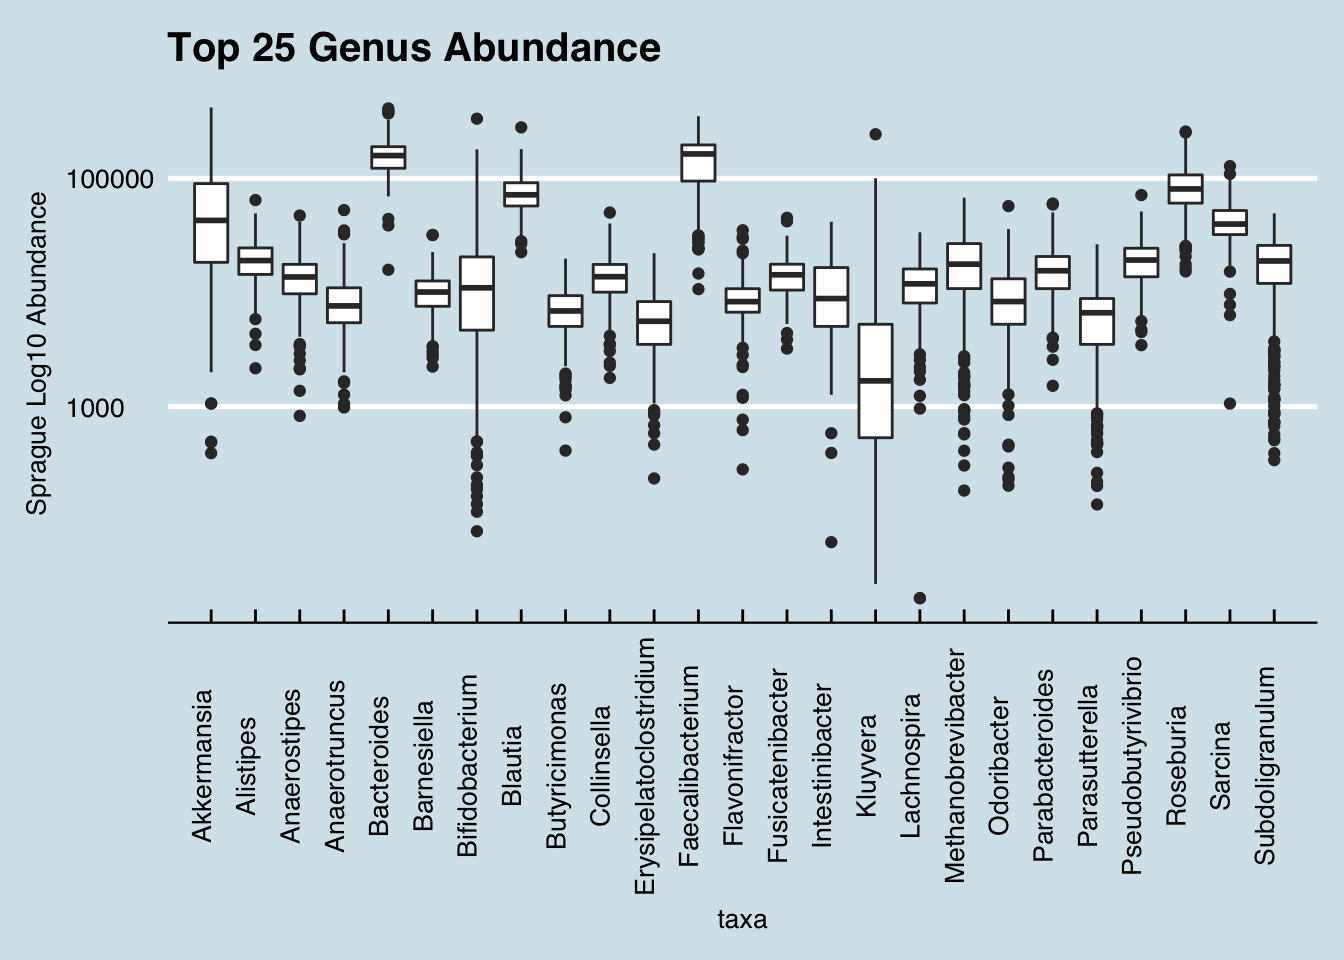 Top 25 Genus Abundance
Sprague Log10 Abundance
100000
1000
Akkermansia
Alistipes
Anaerostipes
Anaerotruncus
Bacteroides
Barnesiella
Bifidobacterium
Blautia
Butyricimonas
Collinsella
Erysipelatoclostridium
Faecalibacterium
Flavonifractor
Fusicatenibacter
Intestinibacter
Kluyvera
Lachnospira
Methanobrevibacter
Odoribacter
Parabacteroides
Parasutterella
Pseudobutyrivibrio
Roseburia
Sarcina
Subdoligranulum
taxa